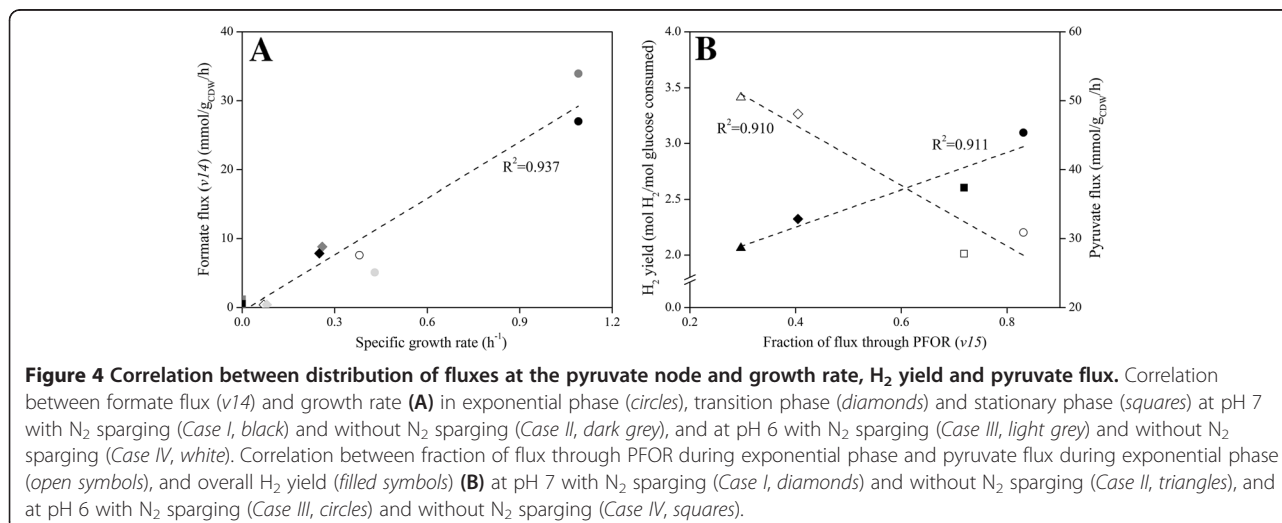 A
Formate flux (v14) (mmol/gCDW/h)
40
30
20
10
0
R²=0.937
0.0 0.3 0.6 0.9 1.2
Specific growth rate (h⁻¹)
B
H₂ yield (mol H₂/mol glucose consumed)
4.0
3.5
3.0
2.5
2.0
0.0
R²=0.910
R²=0.911
0.2 0.4 0.6 0.8
Fraction of flux through PFOR (v15)
60
50
40
30
20
Pyruvate flux (mmol/gCDW/h)
Figure 4 Correlation between distribution of fluxes at the pyruvate node and growth rate, H₂ yield and pyruvate flux. Correlation
between formate flux (v14) and growth rate (A) in exponential phase (circles), transition phase (diamonds) and stationary phase (squares) at pH 7
with N₂ sparging (Case I, black) and without N₂ sparging (Case II, dark grey), and at pH 6 with N₂ sparging (Case III, light grey) and without N₂
sparging (Case IV, white). Correlation between fraction of flux through PFOR during exponential phase and pyruvate flux during exponential phase
(open symbols), and overall H₂ yield (filled symbols) (B) at pH 7 with N₂ sparging (Case I, diamonds) and without N₂ sparging (Case II, triangles), and
at pH 6 with N₂ sparging (Case III, circles) and without N₂ sparging (Case IV, squares).